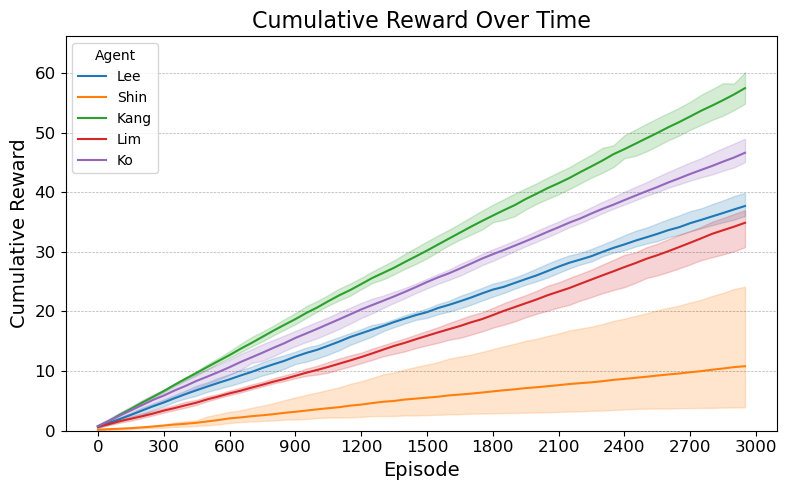 Cumulative Reward Over Time
Cumulative Reward
60
50
40
30
20
10
0
Agent
Lee
Shin
Kang
Lim
Ko
0 300 600 900 1200 1500 1800 2100 2400 2700 3000
Episode